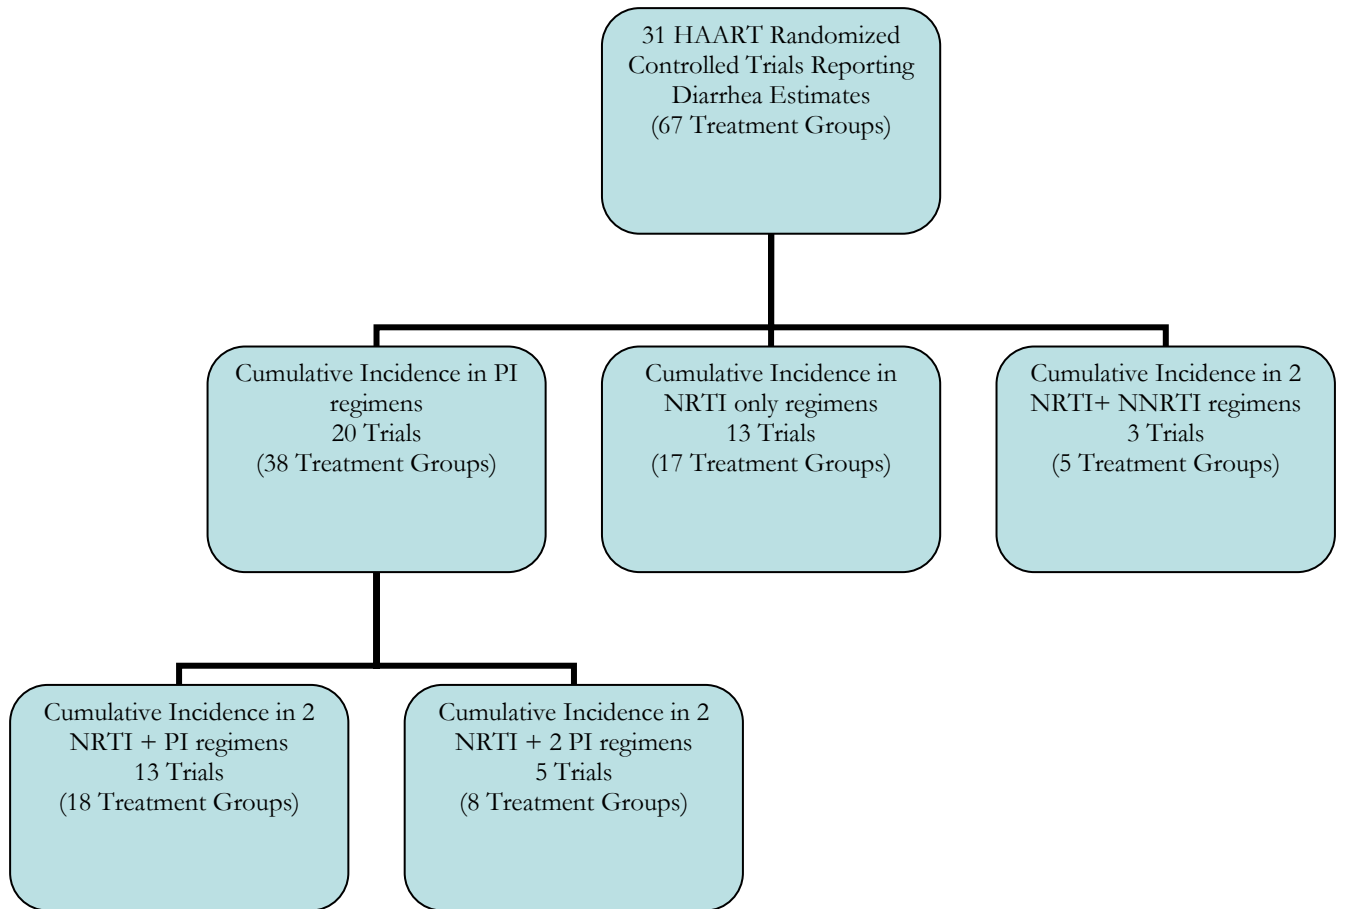 31 HAART Randomized
Controlled Trials Reporting
Diarrhea Estimates
(67 Treatment Groups)
Cumulative Incidence in PI
regimens
20 Trials
(38 Treatment Groups)
Cumulative Incidence in
NRTI only regimens
13 Trials
(17 Treatment Groups)
Cumulative Incidence in 2
NRTI+ NNRTI regimens
3 Trials
(5 Treatment Groups)
Cumulative Incidence in 2
NRTI + PI regimens
13 Trials
(18 Treatment Groups)
Cumulative Incidence in 2
NRTI + 2 PI regimens
5 Trials
(8 Treatment Groups)